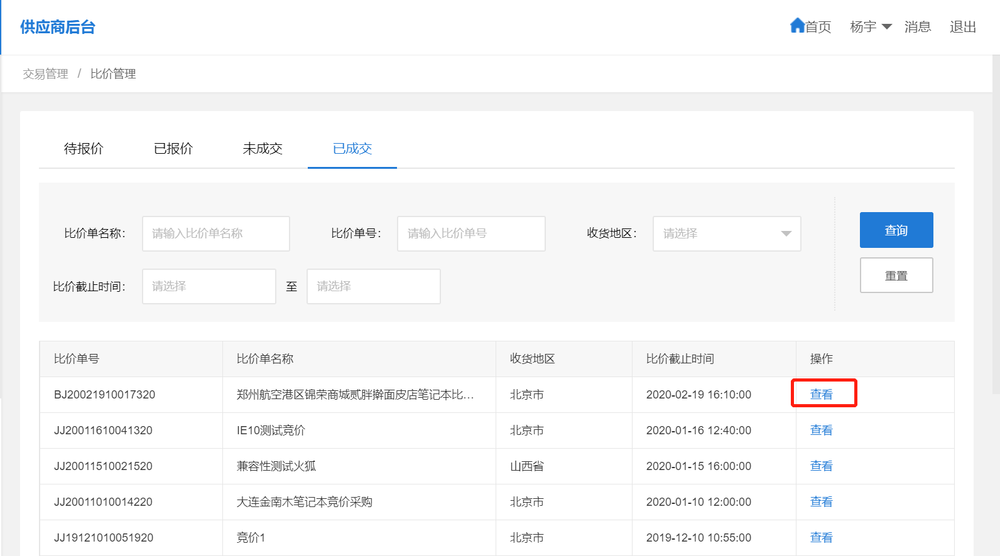 供应商后台
首页 杨宇 消息 退出
交易管理 / 比价管理
待报价 已报价 未成交 已成交
比价单名称： 请输入比价单名称 比价单号： 请输入比价单号 收货地区： 请选择 查询
重置
比价截止时间： 请选择 至 请选择
比价单号 比价单名称 收货地区 比价截止时间 操作
BJ20021910017320 郑州航空港区锦荣商城贰胖擀面皮店笔记本比... 北京市 2020-02-19 16:10:00 查看
JJ20011610041320 IE10测试竞价 北京市 2020-01-16 12:40:00 查看
JJ20011510021520 兼容性测试火狐 山西省 2020-01-15 16:00:00 查看
JJ20011010014220 大连金南木笔记本竞价采购 北京市 2020-01-10 12:00:00 查看
JJ19121010051920 竞价1 北京市 2019-12-10 10:55:00 查看